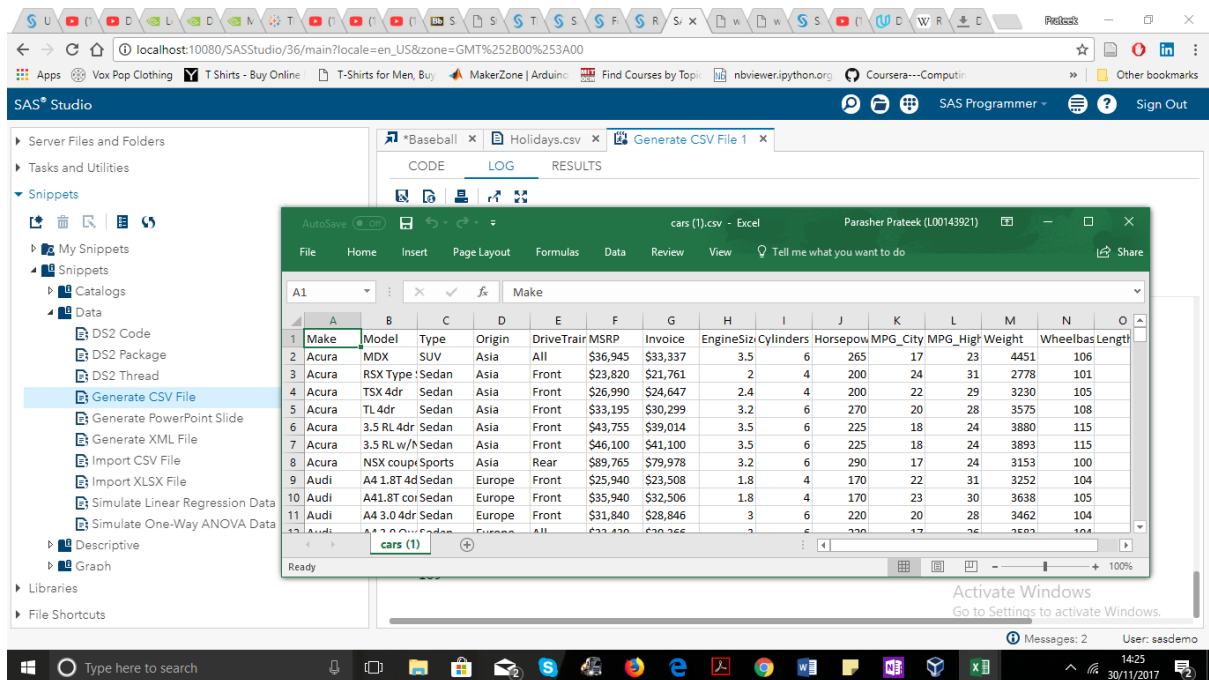 S U (1 (1 D L D N T (1 (1 (1 Bb S S S T S S S F S R S/ × w w S S (1 D W R D Prateek
localhost:10080/SASStudio/36/main?locale=en_US&zone=GMT%252B00%253A00
Apps Vox Pop Clothing Y T Shirts - Buy Online T-Shirts for Men, Buy MakerZone | Arduino Find Courses by Topic nbviewer.ipython.org Coursera---Computin » Other bookmarks
SAS® Studio SAS Programmer Sign Out
Server Files and Folders
Tasks and Utilities
Snippets
My Snippets
Snippets
Catalogs
Data
DS2 Code
DS2 Package
DS2 Thread
Generate CSV File
Generate PowerPoint Slide
Generate XML File
Import CSV File
Import XLSX File
Simulate Linear Regression Data
Simulate One-Way ANOVA Data
Descriptive
Graph
Libraries
File Shortcuts
*Baseball × Holidays.csv × Generate CSV File 1 ×
CODE LOG RESULTS
AutoSave Off cars (1).csv - Excel Parasher Prateek (L00143921)
File Home Insert Page Layout Formulas Data Review View Tell me what you want to do Share
A1 fx Make
A B C D E F G H I J K L M N O
1 Make Model Type Origin DriveTrain MSRP Invoice EngineSiz Cylinders Horsepow MPG_City MPG_High Weight Wheelbas Length
2 Acura MDX SUV Asia All $36,945 $33,337 3.5 6 265 17 23 4451 106
3 Acura RSX Type S Sedan Asia Front $23,820 $21,761 2 4 200 24 31 2778 101
4 Acura TSX 4dr Sedan Asia Front $26,990 $24,647 2.4 4 200 22 29 3230 105
5 Acura TL 4dr Sedan Asia Front $33,195 $30,299 3.2 6 270 20 28 3575 108
6 Acura 3.5 RL 4dr Sedan Asia Front $43,755 $39,014 3.5 6 225 18 24 3880 115
7 Acura 3.5 RL w/N Sedan Asia Front $46,100 $41,100 3.5 6 225 18 24 3893 115
8 Acura NSX coupe Sports Asia Rear $89,765 $79,978 3.2 6 290 17 24 3153 100
9 Audi A4 1.8T 4d Sedan Europe Front $25,940 $23,508 1.8 4 170 22 31 3252 104
10 Audi A41.8T con Sedan Europe Front $35,940 $32,506 1.8 4 170 23 30 3638 105
11 Audi A4 3.0 4dr Sedan Europe Front $31,840 $28,846 3 6 220 20 28 3462 104
cars (1)
Ready 100%
Activate Windows
Go to Settings to activate Windows.
Messages: 2 User: sasdemo
Type here to search 14:25
30/11/2017